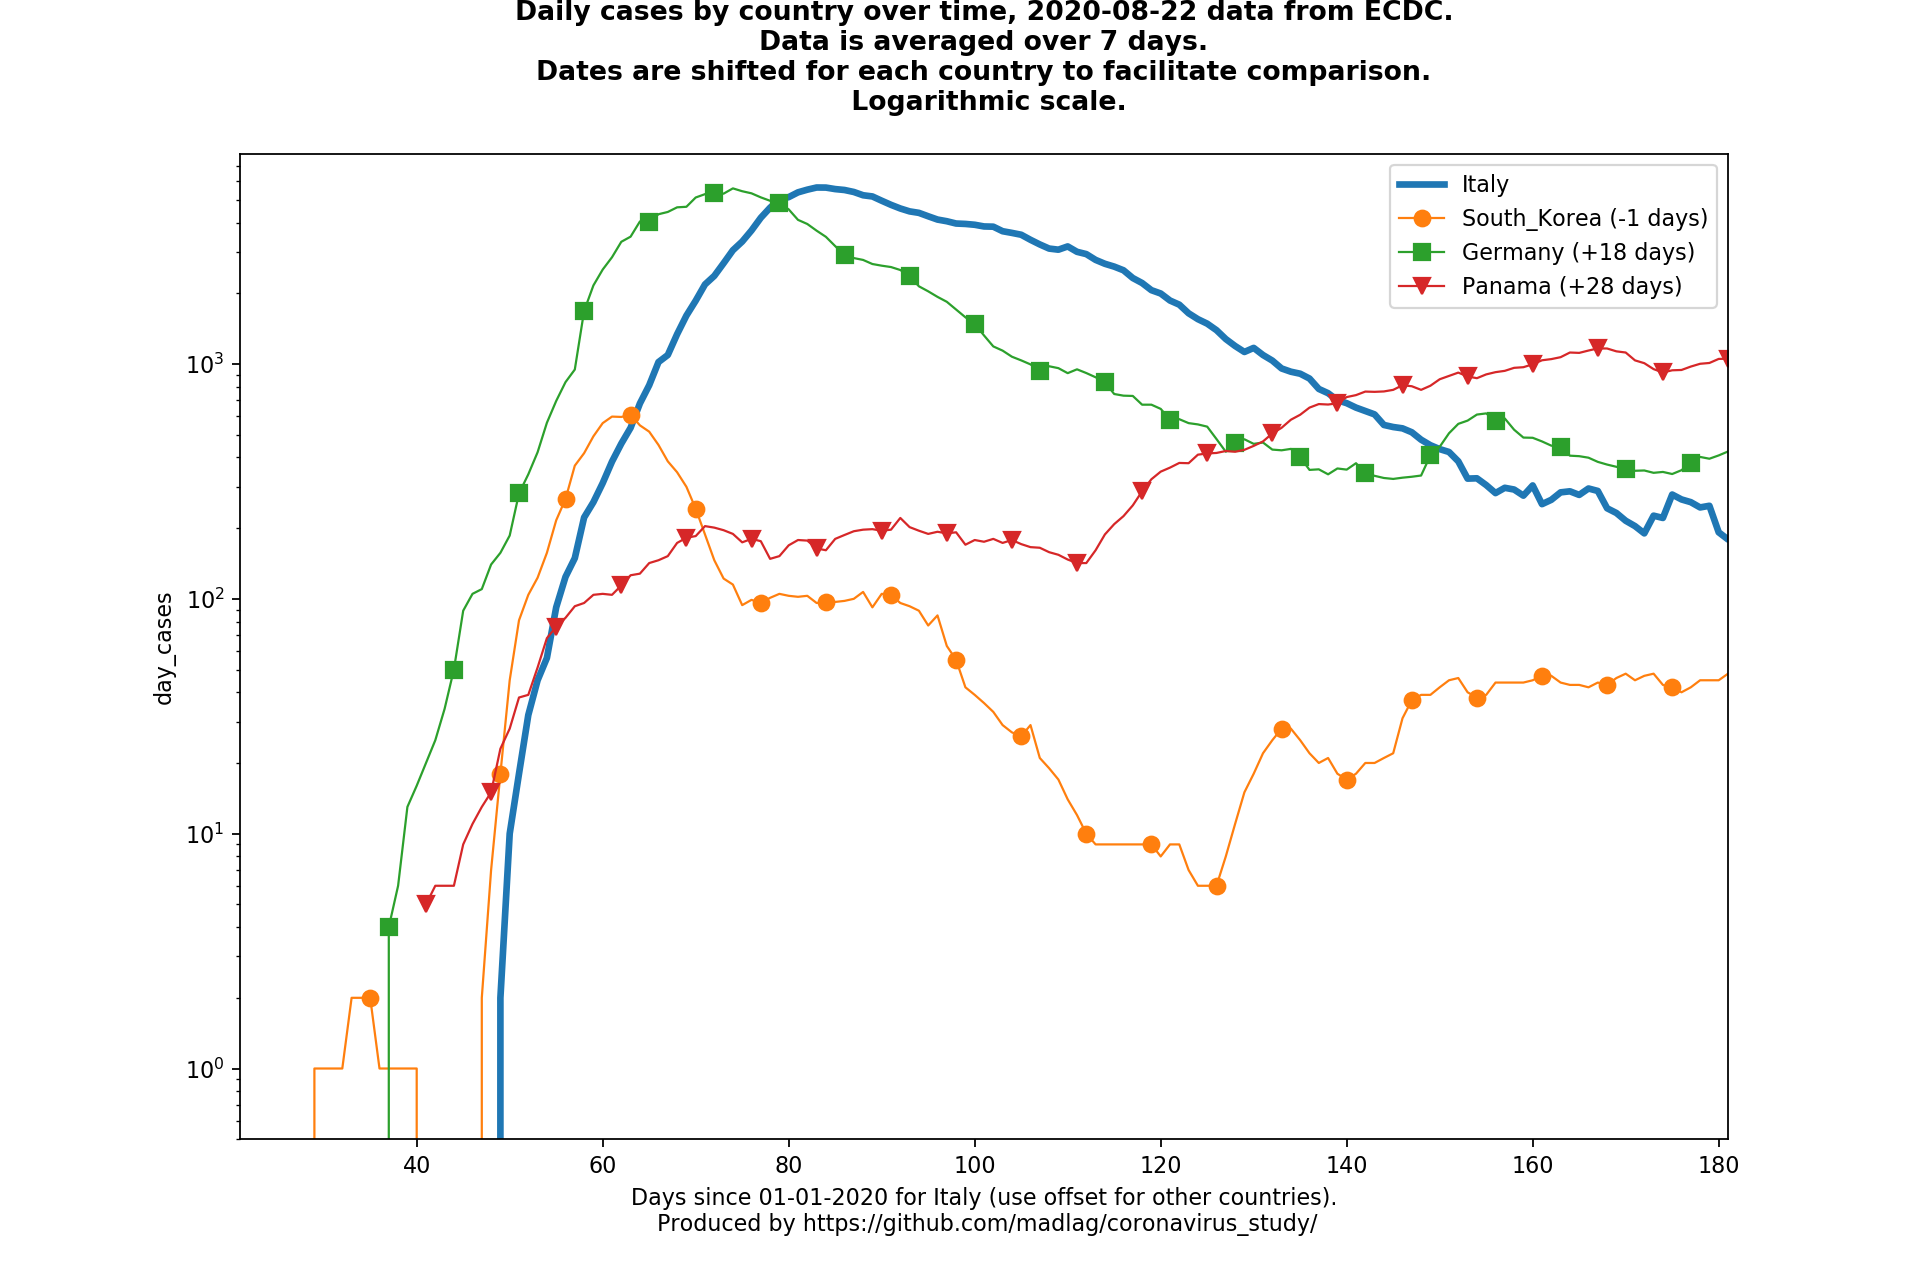 Daily cases by country over time, 2020-08-22 data from ECDC.
Data is averaged over 7 days.
Dates are shifted for each country to facilitate comparison.
Logarithmic scale.
Italy
South_Korea (-1 days)
Germany (+18 days)
Panama (+28 days)
day_cases
10³
10²
10¹
10⁰
40 60 80 100 120 140 160 180
Days since 01-01-2020 for Italy (use offset for other countries).
Produced by https://github.com/madlag/coronavirus_study/